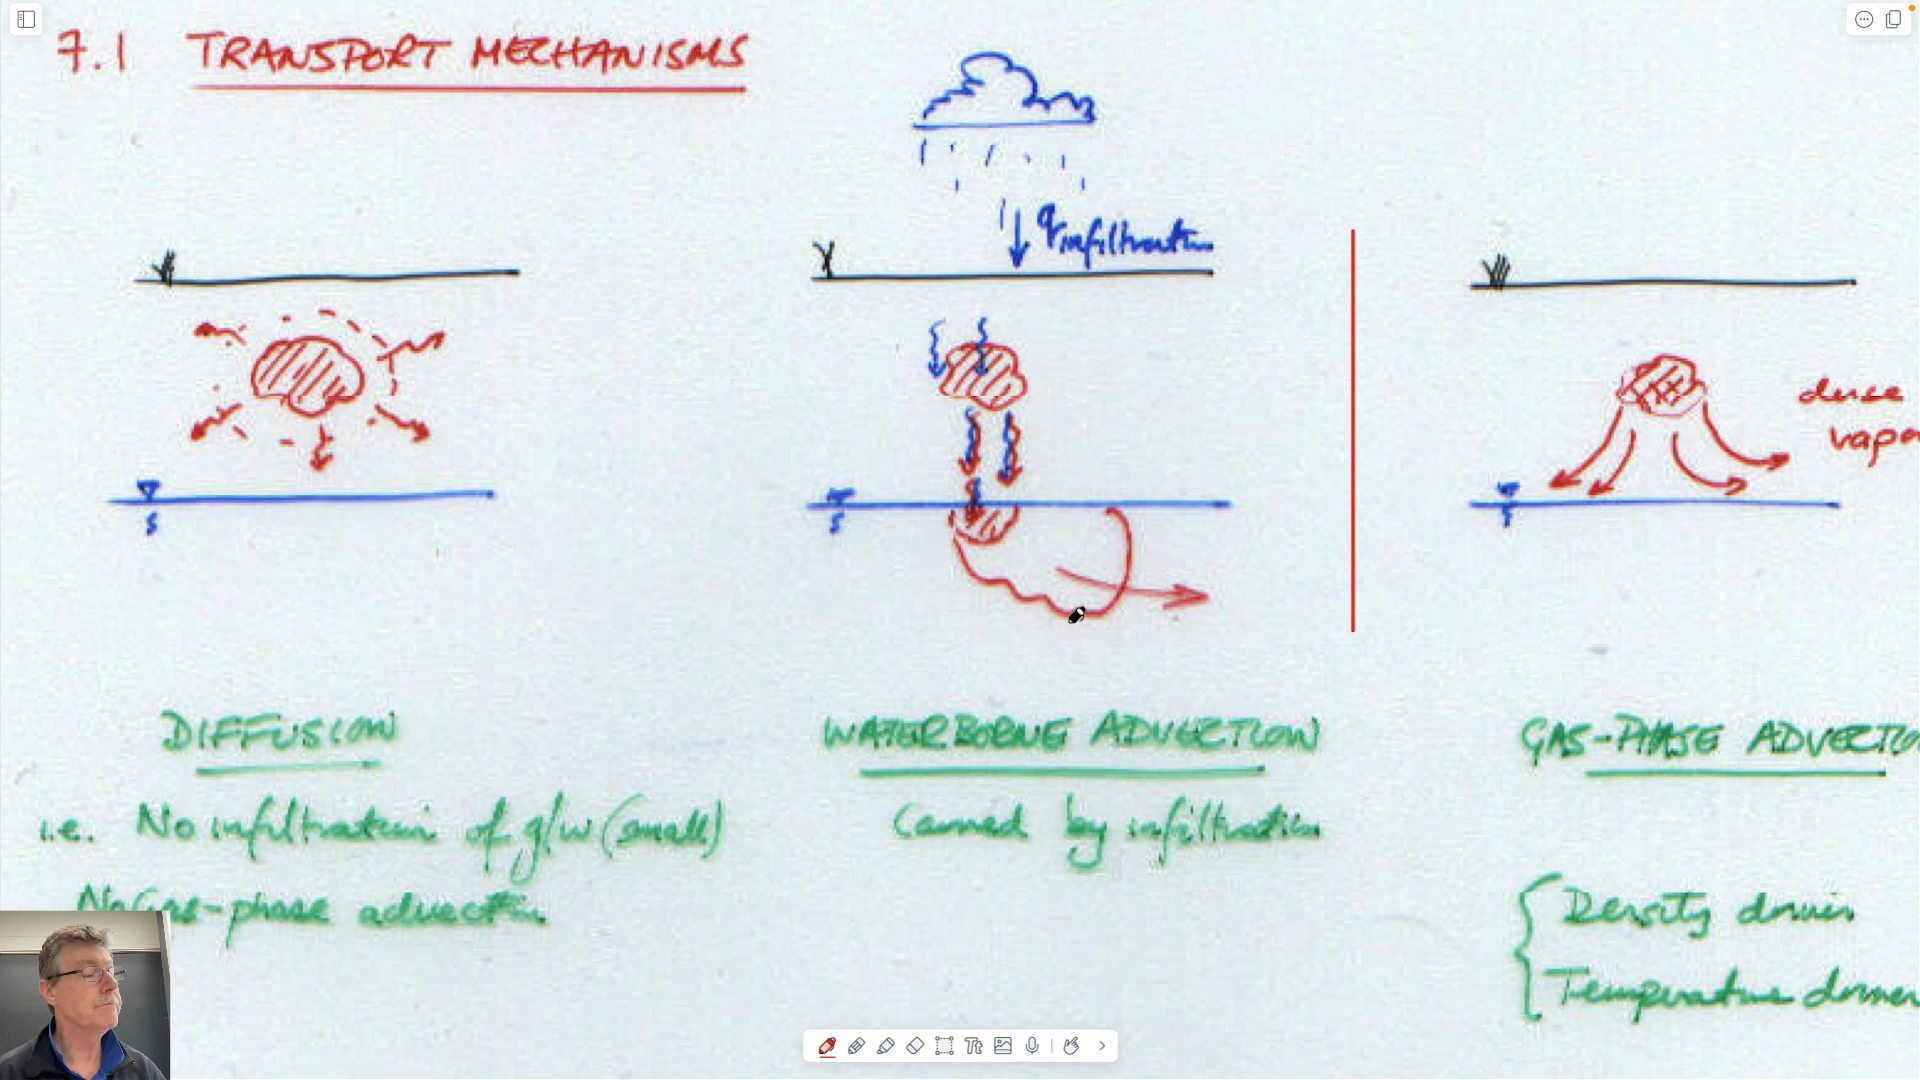 7.1 TRANSPORT MECHANISMS
q infiltration
dense
vapo
DIFFUSION
i.e. No infiltration of g/w (small)
No Gas-phase advection
WATERBORNE ADVECTION
Carried by infiltration
GAS-PHASE ADVECTIO
Density driven
Temperature driven
Tt